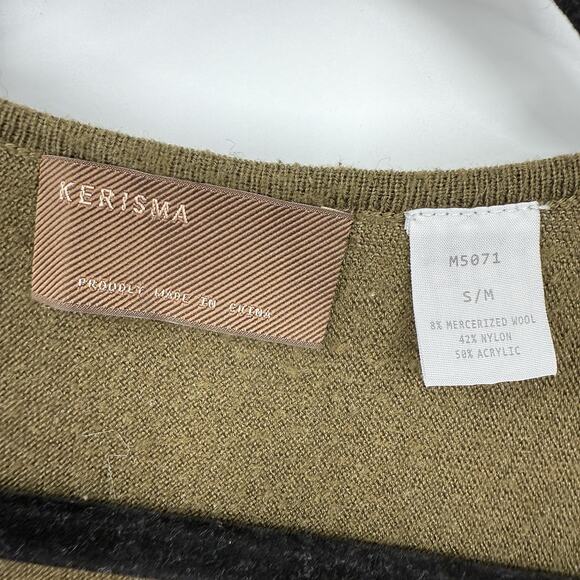 KERISMA
PROUDLY MADE IN CHINA
M5071
S/M
8% MERCERIZED WOOL
42% NYLON
50% ACRYLIC